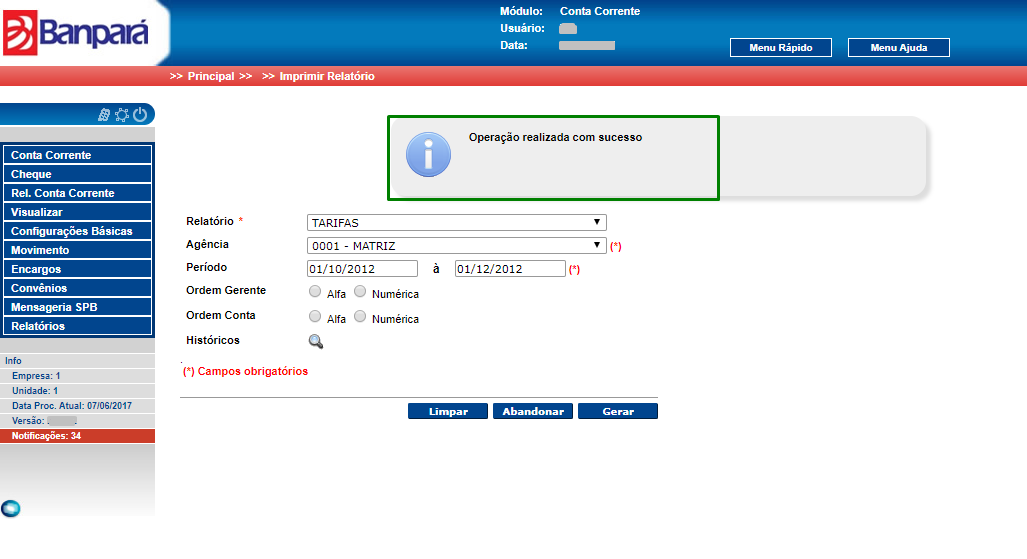 Banpará
Módulo: Conta Corrente
Usuário:
Data:
Menu Rápido
Menu Ajuda
>> Principal >> >> Imprimir Relatório
Conta Corrente
Cheque
Rel. Conta Corrente
Visualizar
Configurações Básicas
Movimento
Encargos
Convênios
Mensageria SPB
Relatórios
Info
Empresa: 1
Unidade: 1
Data Proc. Atual: 07/06/2017
Versão:
Notificações: 34
Operação realizada com sucesso
Relatório * TARIFAS
Agência 0001 - MATRIZ (*)
Período 01/10/2012 à 01/12/2012 (*)
Ordem Gerente Alfa Numérica
Ordem Conta Alfa Numérica
Históricos
(*) Campos obrigatórios
Limpar Abandonar Gerar